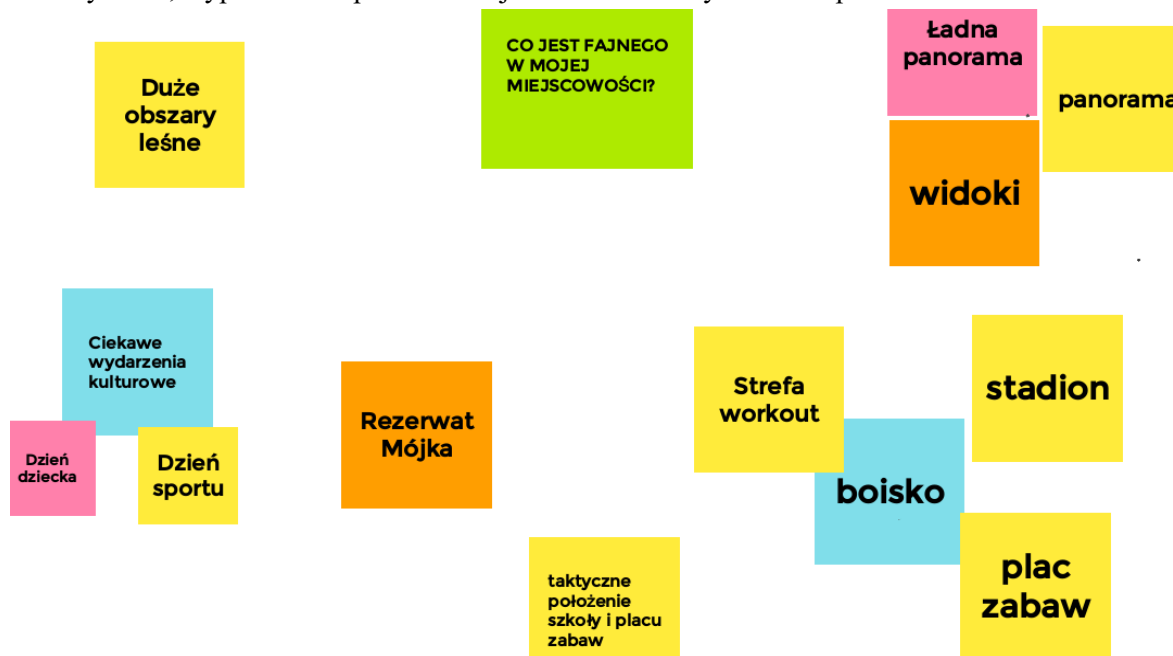 CO JEST FAJNEGO
W MOJEJ
MIEJSCOWOŚCI?
Duże
obszary
leśne
Ładna
panorama
panorama
widoki
Ciekawe
wydarzenia
kulturowe
Dzień
dziecka
Dzień
sportu
Rezerwat
Mójka
Strefa
workout
stadion
boisko
plac
zabaw
taktyczne
położenie
szkoły i placu
zabaw